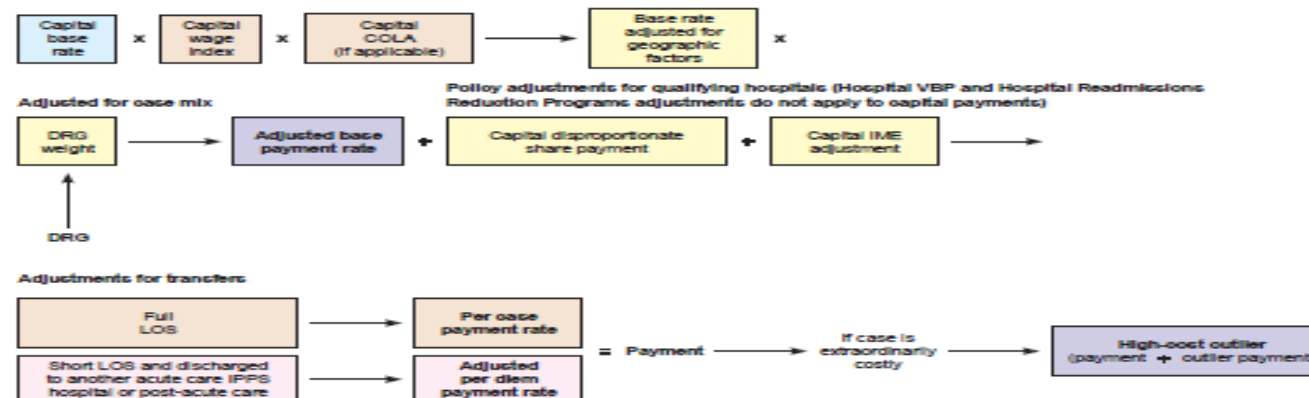 Capital base rate
x
Capital wage index
x
Capital COLA (if applicable)
Base rate adjusted for geographic factors
x
Policy adjustments for qualifying hospitals (Hospital VBP and Hospital Readmissions
Reduction Programs adjustments do not apply to capital payments)
Adjusted for case mix
DRG weight
Adjusted base payment rate
+
Capital disproportionate share payment
+
Capital IME adjustment
DRG
Adjustments for transfers
Full
LOS
Per case
payment rate
Short LOS and discharged
to another acute care IPPS
hospital or post-acute care
Adjusted
per diem
payment rate
= Payment
If case is
extraordinarily
costly
High-cost outlier
(payment + outlier payment